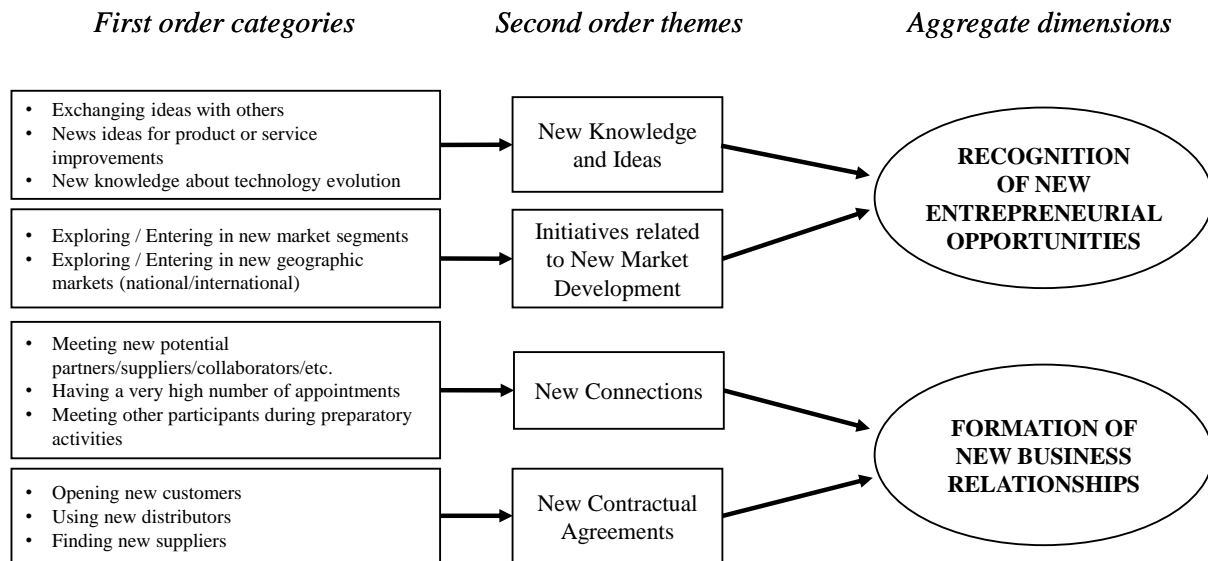 First order categories
Second order themes
Aggregate dimensions
• Exchanging ideas with others
• News ideas for product or service
improvements
• New knowledge about technology evolution
New Knowledge
and Ideas
RECOGNITION
OF NEW
ENTREPRENEURIAL
OPPORTUNITIES
• Exploring / Entering in new market segments
• Exploring / Entering in new geographic
markets (national/international)
Initiatives related
to New Market
Development
• Meeting new potential
partners/suppliers/collaborators/etc.
• Having a very high number of appointments
• Meeting other participants during preparatory
activities
New Connections
FORMATION OF
NEW BUSINESS
RELATIONSHIPS
• Opening new customers
• Using new distributors
• Finding new suppliers
New Contractual
Agreements